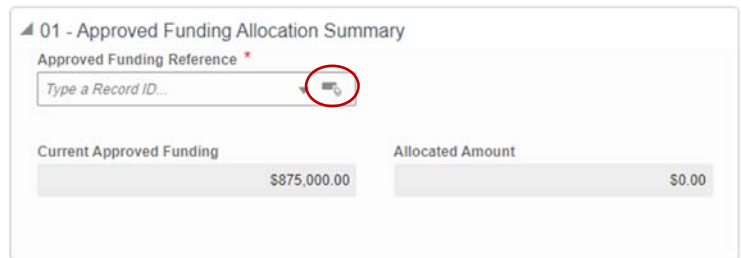 01 - Approved Funding Allocation Summary
Approved Funding Reference *
Type a Record ID...
Current Approved Funding Allocated Amount
$875,000.00 $0.00